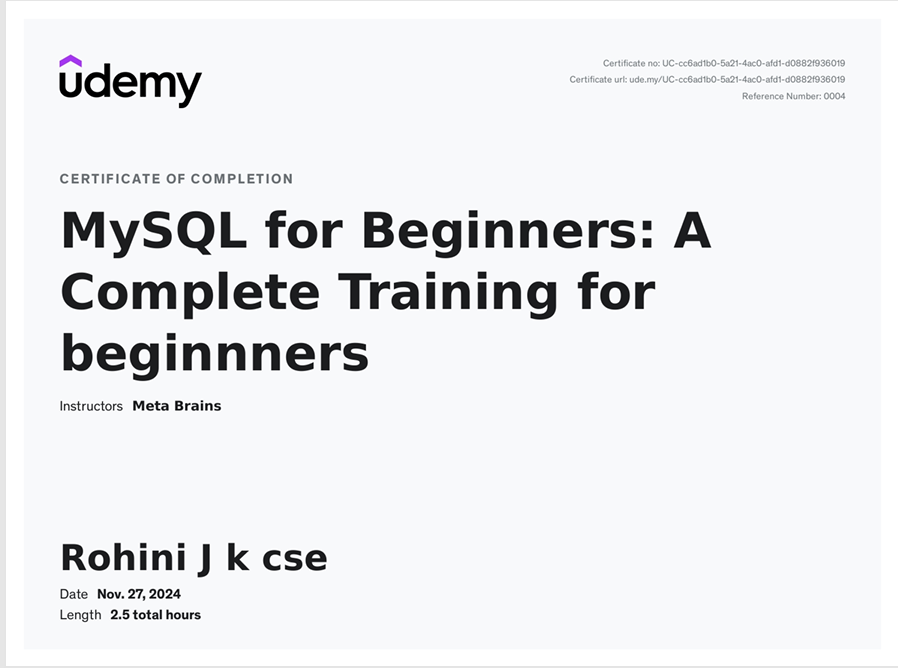 udemy
Certificate no: UC-cc6ad1b0-5a21-4ac0-afd1-d0882f936019
Certificate url: ude.my/UC-cc6ad1b0-5a21-4ac0-afd1-d0882f936019
Reference Number: 0004
CERTIFICATE OF COMPLETION
MySQL for Beginners: A
Complete Training for
beginnners
Instructors Meta Brains
Rohini J k cse
Date Nov. 27, 2024
Length 2.5 total hours